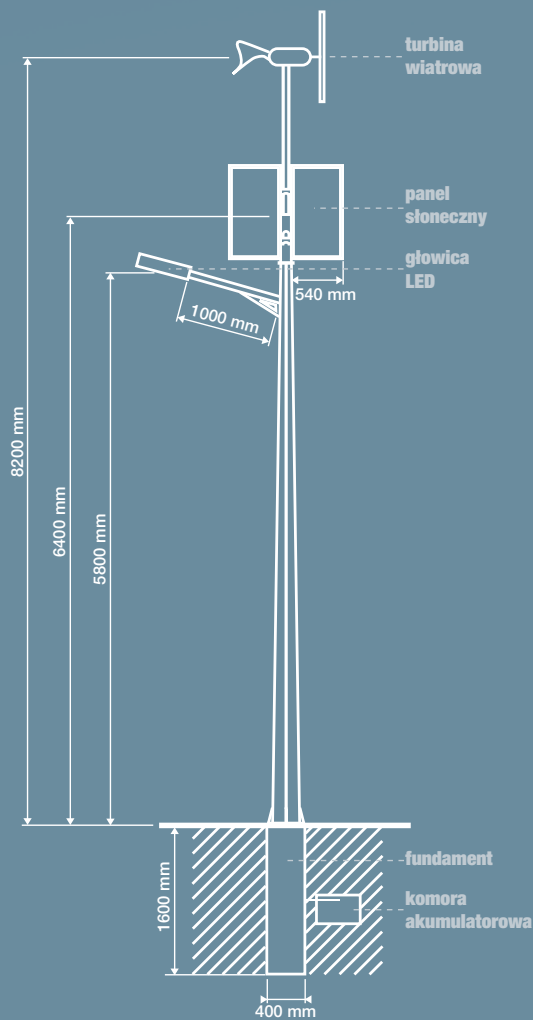 turbina
wiatrowa
panel
słoneczny
głowica
LED
540 mm
1000 mm
8200 mm
6400 mm
5800 mm
fundament
1600 mm
komora
akumulatorowa
400 mm